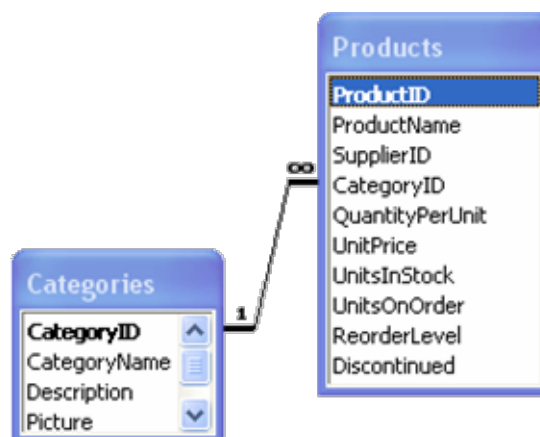 Products
ProductID
ProductName
SupplierID
CategoryID
QuantityPerUnit
UnitPrice
UnitsInStock
UnitsOnOrder
ReorderLevel
Discontinued
∞
1
Categories
CategoryID
CategoryName
Description
Picture